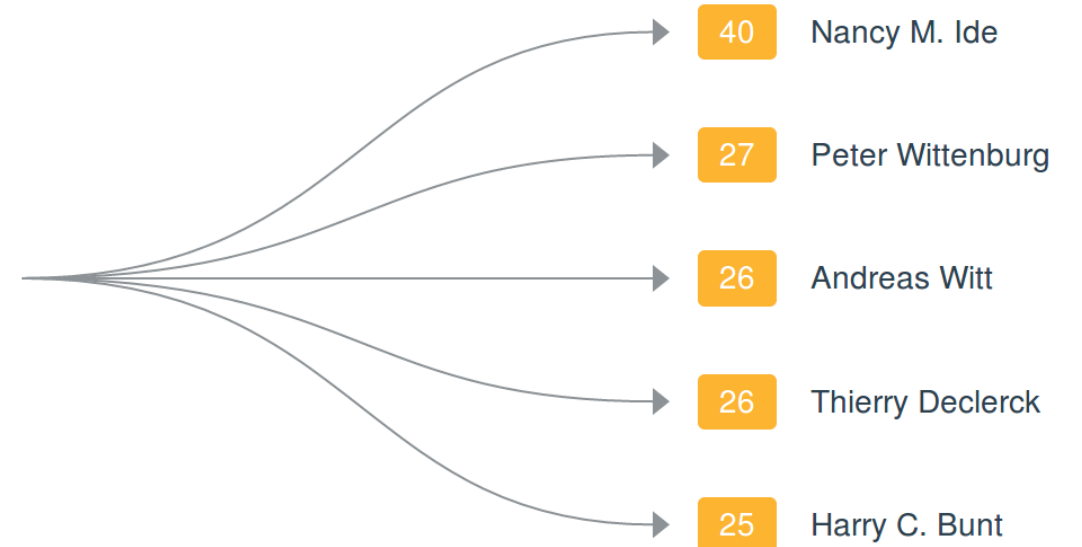 40 Nancy M. Ide
27 Peter Wittenburg
26 Andreas Witt
26 Thierry Declerck
25 Harry C. Bunt